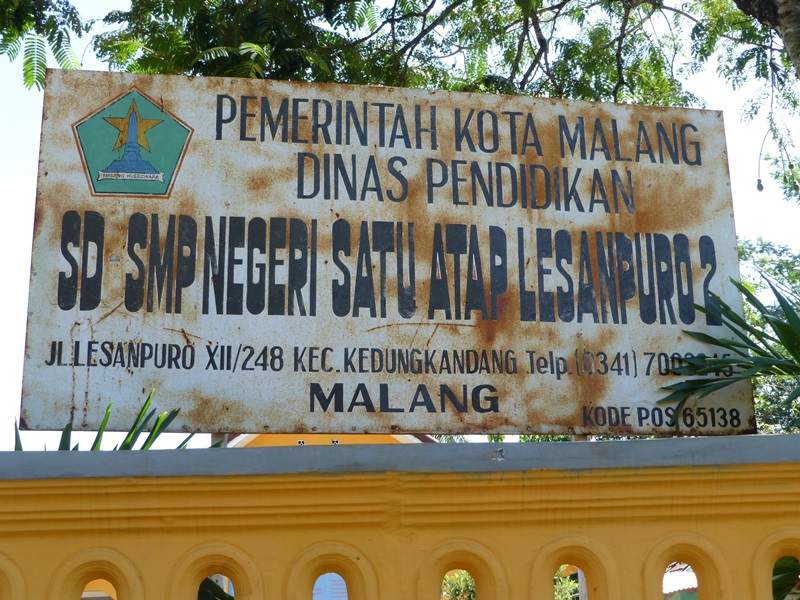 PEMERINTAH KOTA MALANG
DINAS PENDIDIKAN
SD - SMP NEGERI SATU ATAP LESANPURO 2
JL.LESANPURO XII/248 KEC.KEDUNGKANDANG Telp.(0341)
MALANG
KODE POS 65138